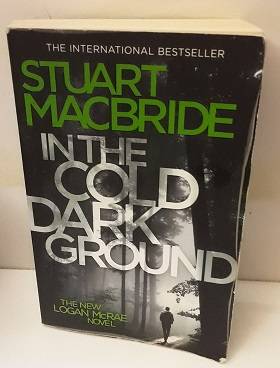 THE INTERNATIONAL BESTSELLER
STUART
MACBRIDE
IN THE
COLD
DARK
GROUND
THE NEW
LOGAN McRAE
NOVEL